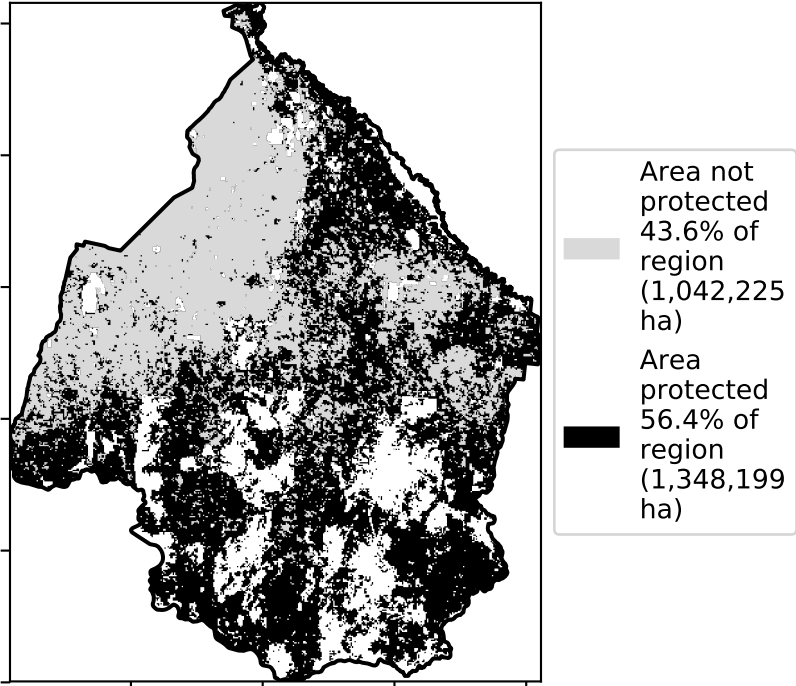 Area not
protected
43.6% of
region
(1,042,225
ha)
Area
protected
56.4% of
region
(1,348,199
ha)